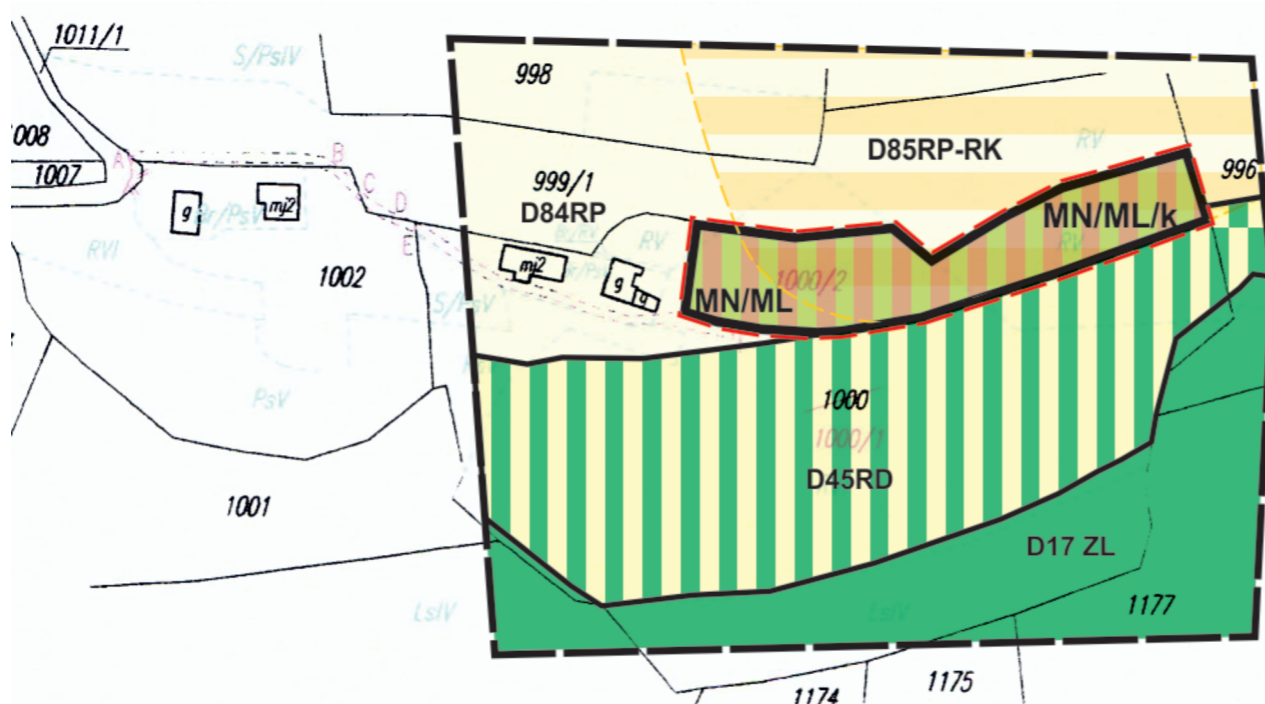 1011/1
S/PsIV
998
1008
1007
A
B
C
D
E
g
mj2
Br/PsV
RVI
1002
S/PsV
PsV
1001
LsIV
999/1
D84RP
D85RP-RK
RV
996
RV
mj2
g
g
MN/ML
1000/2
MN/ML/k
RV
1000
1000/1
D45RD
D17 ZL
LsIV
1177
1174
1175